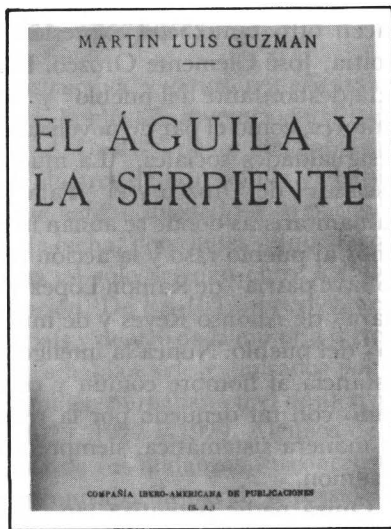 MARTIN LUIS GUZMAN
EL ÁGUILA Y
LA SERPIENTE
COMPAÑÍA IBERO-AMERICANA DE PUBLICACIONES
(S. A.)